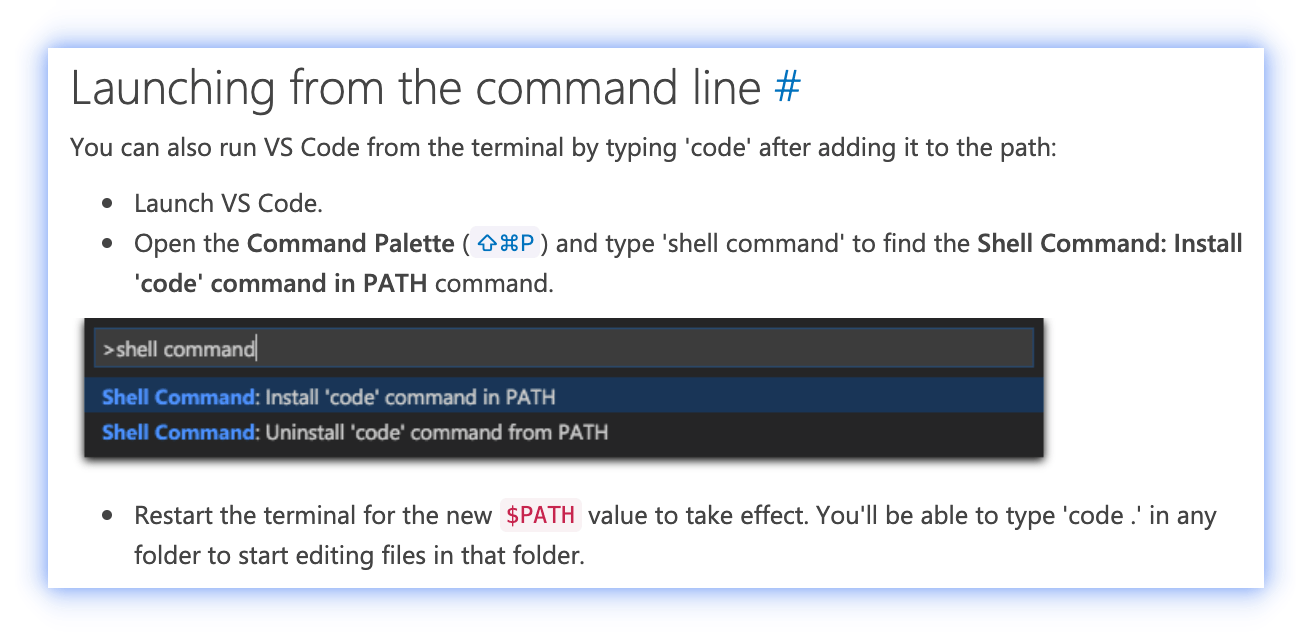 Launching from the command line #
You can also run VS Code from the terminal by typing 'code' after adding it to the path:
• Launch VS Code.
• Open the Command Palette (⇧⌘P) and type 'shell command' to find the Shell Command: Install
'code' command in PATH command.
>shell command
Shell Command: Install 'code' command in PATH
Shell Command: Uninstall 'code' command from PATH
• Restart the terminal for the new $PATH value to take effect. You'll be able to type 'code .' in any
folder to start editing files in that folder.